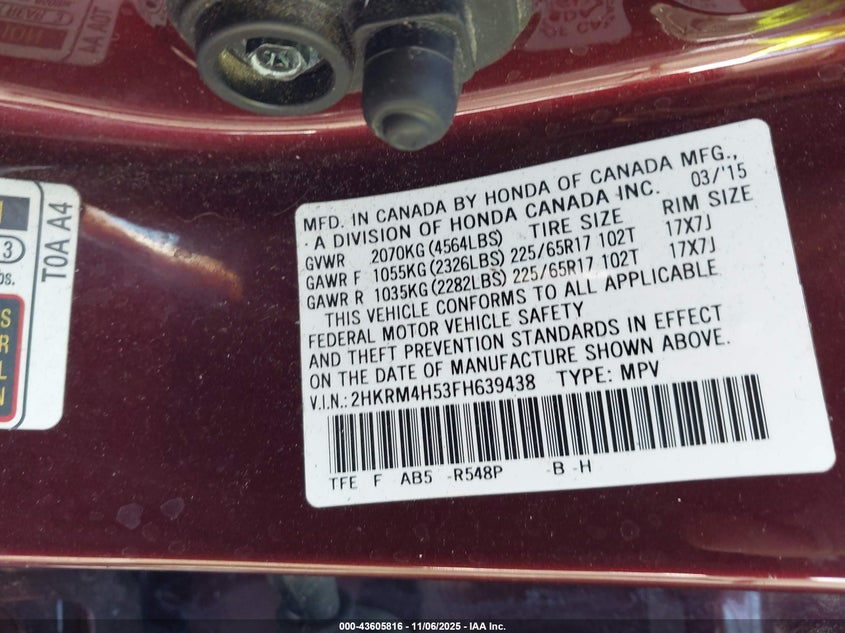 MFD. IN CANADA BY HONDA OF CANADA MFG.,
A DIVISION OF HONDA CANADA INC. 03/'15
TIRE SIZE RIM SIZE
GVWR 2070KG (4564LBS)
GAWR F 1055KG (2326LBS) 225/65R17 102T 17X7J
GAWR R 1035KG (2282LBS) 225/65R17 102T 17X7J
THIS VEHICLE CONFORMS TO ALL APPLICABLE
FEDERAL MOTOR VEHICLE SAFETY
AND THEFT PREVENTION STANDARDS IN EFFECT
ON THE DATE OF MANUFACTURE SHOWN ABOVE.
V.I.N.: 2HKRM4H53FH639438 TYPE: MPV
TFE F AB5 -R548P -B -H
T0A A4
3
bs.
S
R
L
N
000-43605816 - 11/06/2025 - IAA Inc.